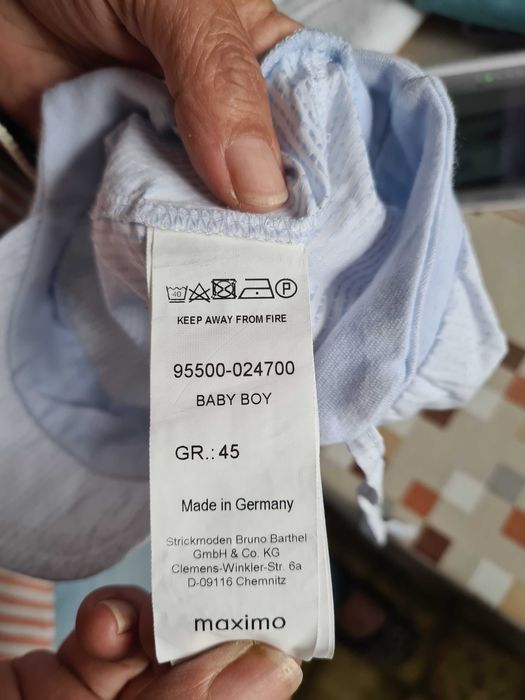 40 P
KEEP AWAY FROM FIRE
95500-024700
BABY BOY
GR.: 45
Made in Germany
Strickmoden Bruno Barthel
GmbH & Co. KG
Clemens-Winkler-Str. 6a
D-09116 Chemnitz
maximo